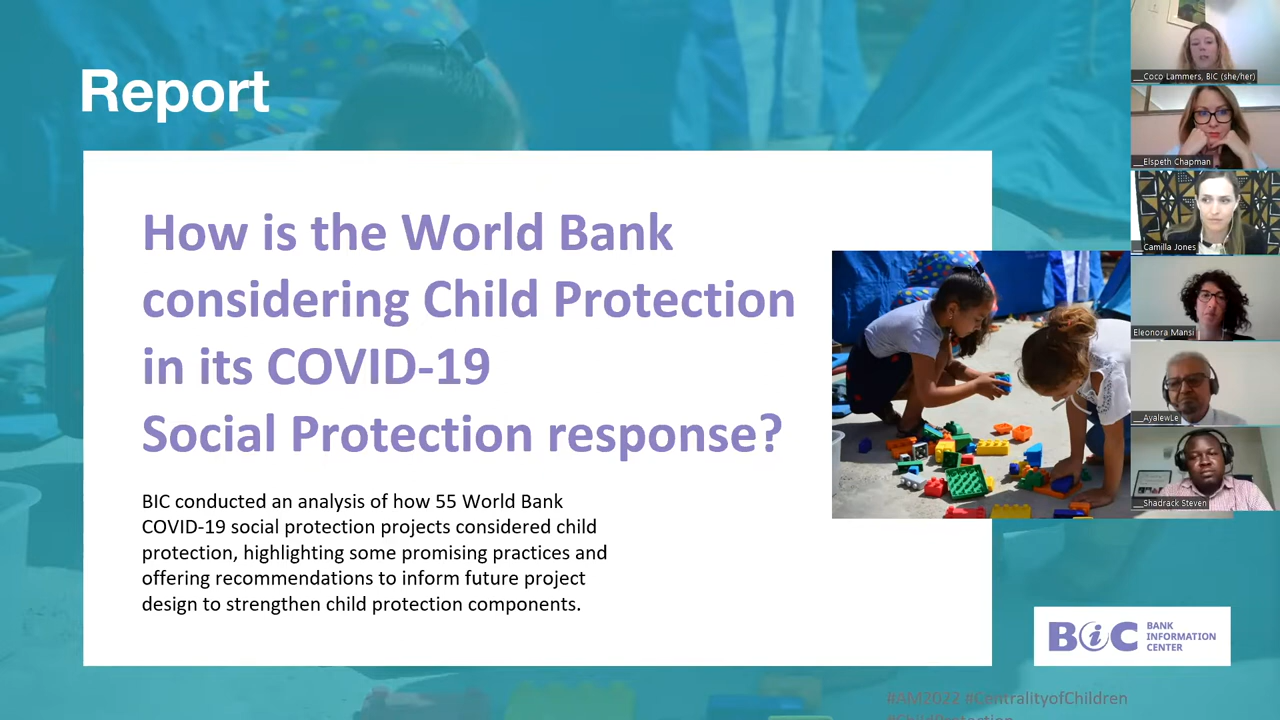 Report
How is the World Bank
considering Child Protection
in its COVID-19
Social Protection response?
BIC conducted an analysis of how 55 World Bank
COVID-19 social protection projects considered child
protection, highlighting some promising practices and
offering recommendations to inform future project
design to strengthen child protection components.
BiC
BANK
INFORMATION
CENTER
#AM2022 #CentralityofChildren
#ChildProtection
__Coco Lammers, BIC (she/her)
__Elspeth Chapman
Camilla Jones
Eleonora Mansi
__AyalewLe
__Shadrack Steven